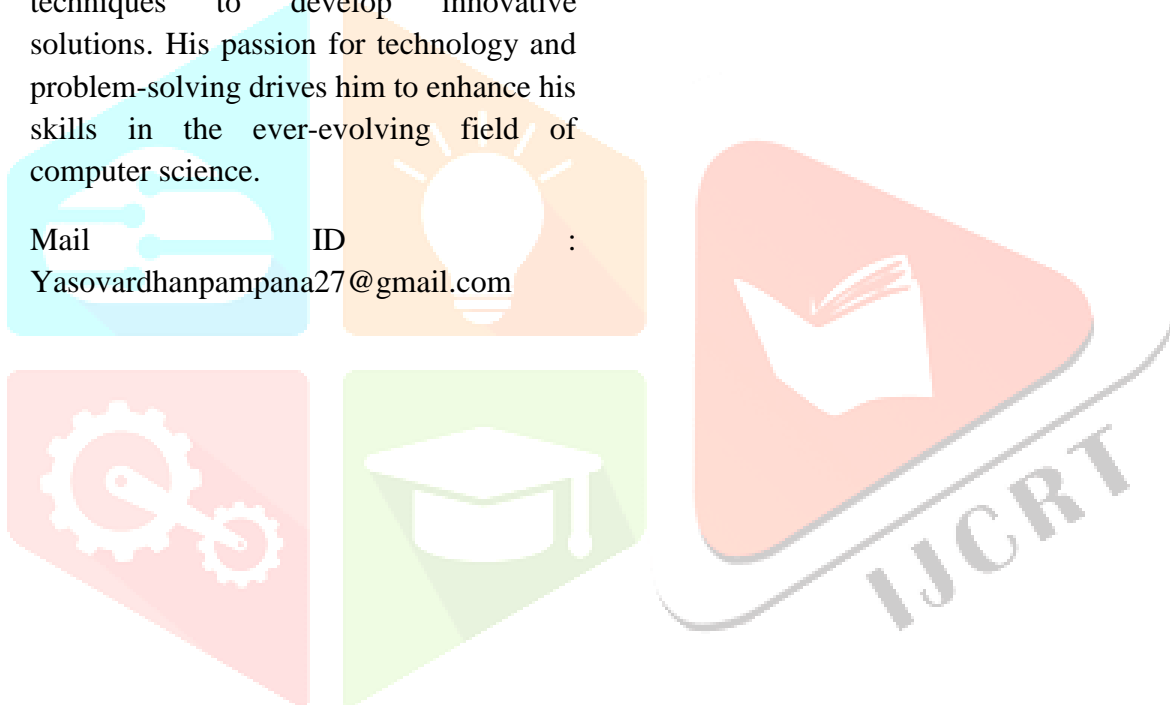 techniques to develop innovative
solutions. His passion for technology and
problem-solving drives him to enhance his
skills in the ever-evolving field of
computer science.
Mail ID :
Yasovardhanpampana27@gmail.com
IJCRT